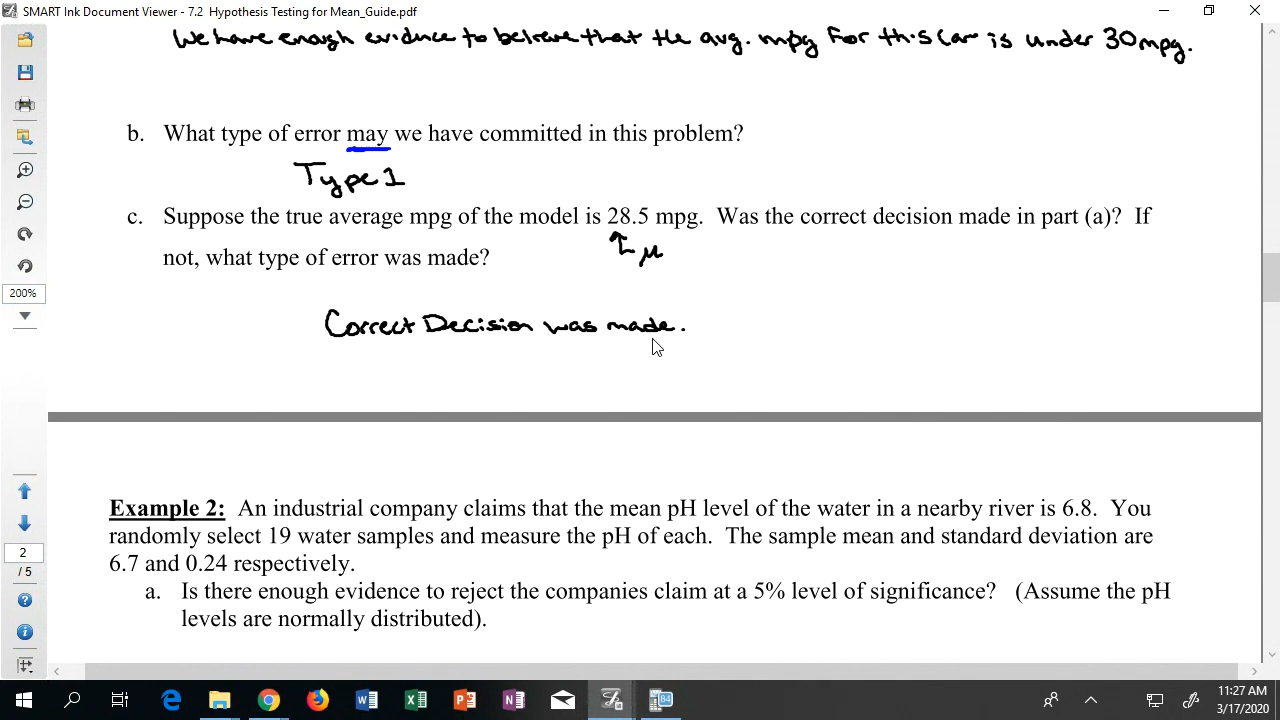 SMART Ink Document Viewer - 7.2 Hypothesis Testing for Mean_Guide.pdf
We have enough evidence to believe that the avg. mpg for this car is under 30mpg.
b. What type of error may we have committed in this problem?
Type 1
c. Suppose the true average mpg of the model is 28.5 mpg. Was the correct decision made in part (a)? If
not, what type of error was made?
μ
Correct Decision was made.
200%
Example 2: An industrial company claims that the mean pH level of the water in a nearby river is 6.8. You
randomly select 19 water samples and measure the pH of each. The sample mean and standard deviation are
6.7 and 0.24 respectively.
a. Is there enough evidence to reject the companies claim at a 5% level of significance? (Assume the pH
levels are normally distributed).
2
/ 5
11:27 AM
3/17/2020